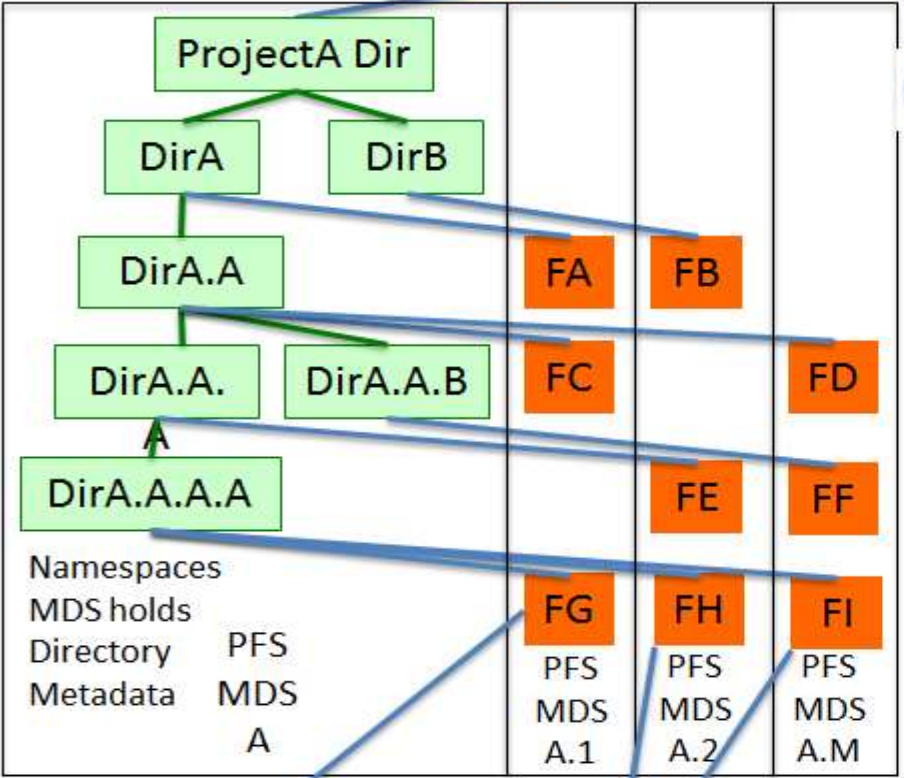 ProjectA Dir
DirA
DirB
DirA.A
FA
FB
DirA.A.
A
DirA.A.B
FC
FD
DirA.A.A.A
FE
FF
Namespaces
MDS holds
Directory
Metadata
PFS
MDS
A
FG
FH
FI
PFS
MDS
A.1
PFS
MDS
A.2
PFS
MDS
A.M